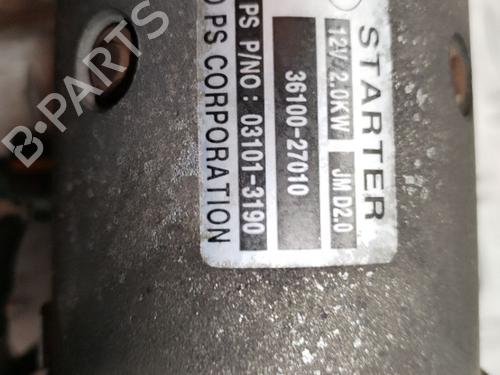 STARTER
12V/2.0KW JM D2.0
36100-27010
PS P/NO : 03101-3190
PS CORPORATION
B-PARTS